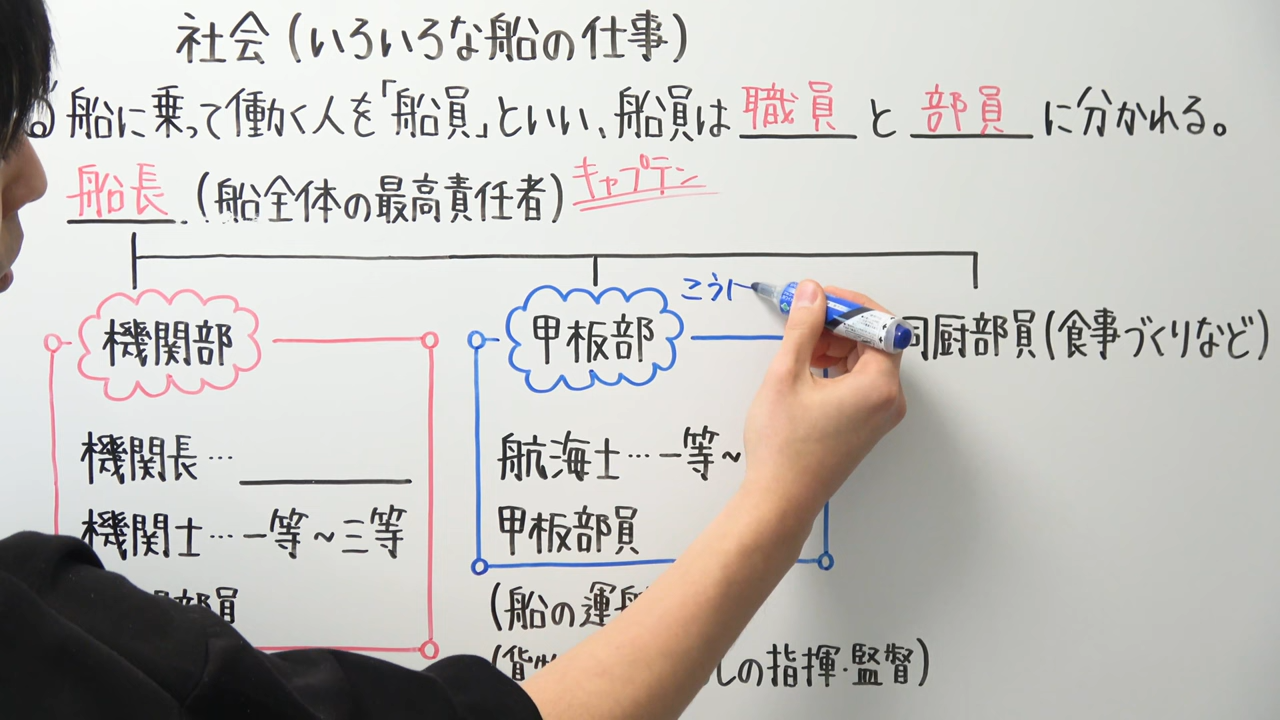 社会(いろいろな船の仕事)
船に乗って働く人を「船員」といい、船員は 職員 と 部員 に分かれる。
船長 (船全体の最高責任者) キャプテン
こう
機関部
甲板部
司厨部員(食事づくりなど)
機関長…
機関士…一等~三等
部員
航海士…一等~
甲板部員
(船の運
(貨 しの指揮・監督)